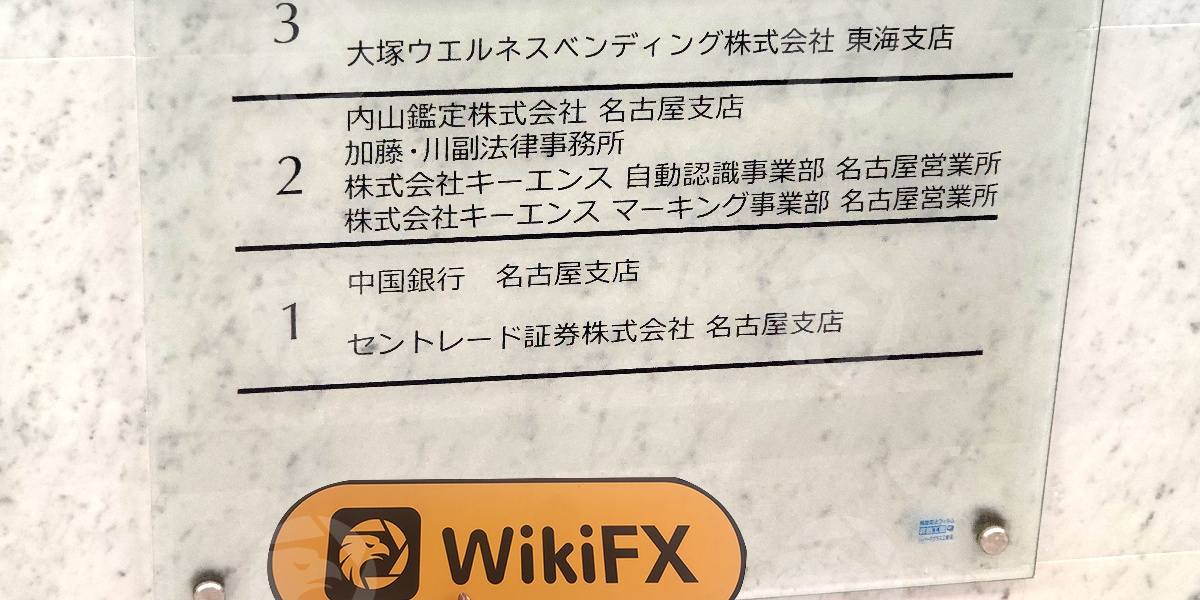 3
大塚ウエルネスベンディング株式会社 東海支店
2
内山鑑定株式会社 名古屋支店
加藤・川副法律事務所
株式会社キーエンス 自動認識事業部 名古屋営業所
株式会社キーエンス マーキング事業部 名古屋営業所
1
中国銀行 名古屋支店
セントレード証券株式会社 名古屋支店
WikiFX